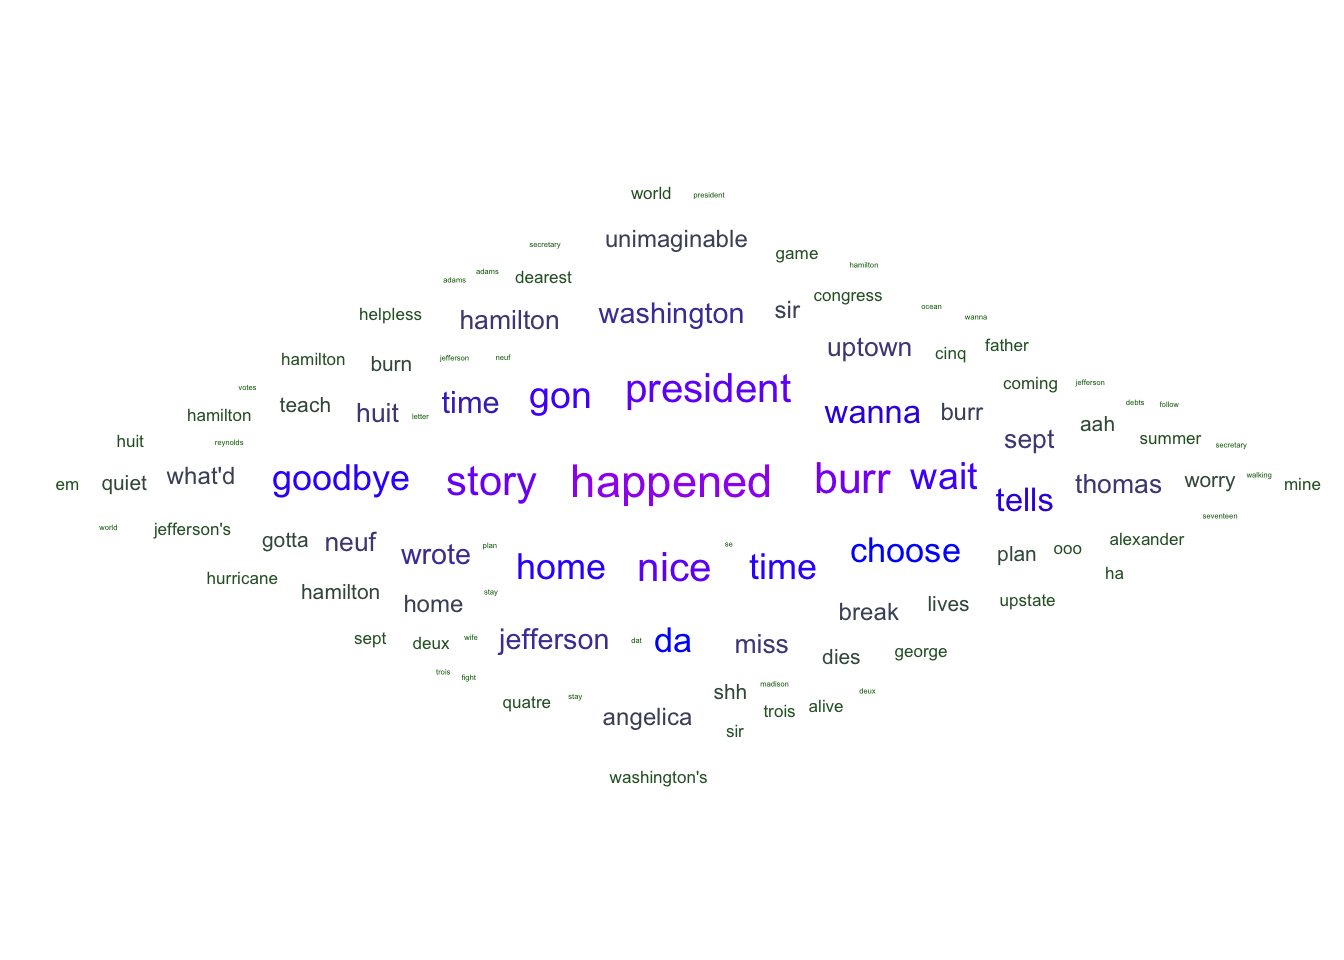 world president
unimaginable
secretary
game
hamilton
adams adams dearest
congress
helpless hamilton washington sir
ocean
wanna
uptown
cinq father
hamilton burn jefferson neuf
coming jefferson
votes
time gon president
teach huit letter
wanna burr
aah debts follow
hamilton
sept summer secretary
huit reynolds
em quiet what'd goodbye story happened burr wait tells thomas worry walking mine
world jefferson's
seventeen
gotta neuf wrote plan home nice se time choose plan ooo alexander
hurricane hamilton home stay
ha
break lives upstate
sept deux wife jefferson dat da miss dies george
trois fight
quatre stay angelica shh madison trois alive deux
sir
washington's